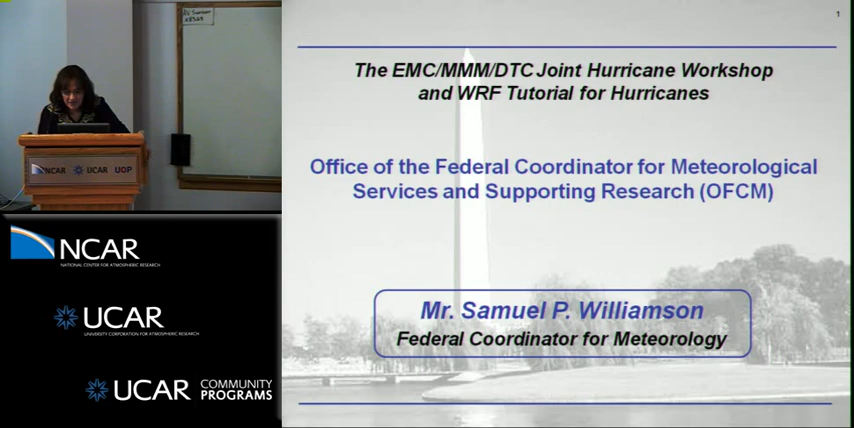 1
The EMC/MMM/DTC Joint Hurricane Workshop
and WRF Tutorial for Hurricanes
Office of the Federal Coordinator for Meteorological
Services and Supporting Research (OFCM)
Mr. Samuel P. Williamson
Federal Coordinator for Meteorology
NCAR UCAR UOP
NCAR
NATIONAL CENTER FOR ATMOSPHERIC RESEARCH
UCAR
UNIVERSITY CORPORATION FOR ATMOSPHERIC RESEARCH
UCAR COMMUNITY
PROGRAMS